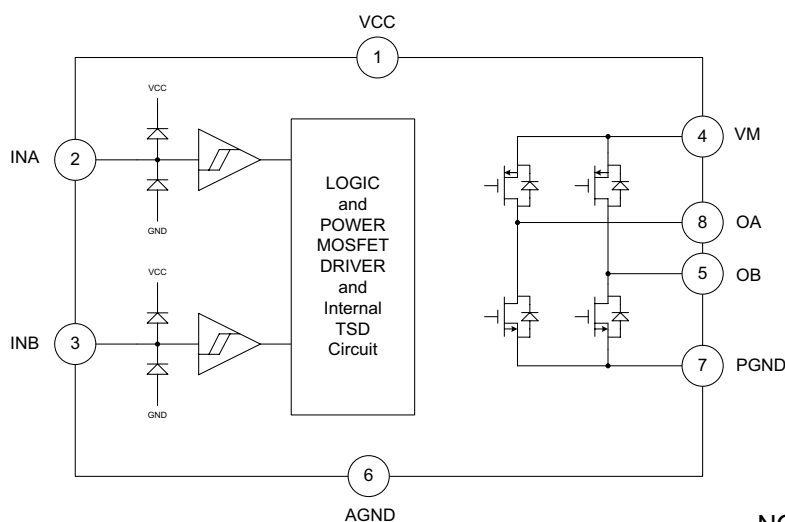 VCC
1
VCC
INA
2
GND
VCC
INB
3
GND
LOGIC
and
POWER
MOSFET
DRIVER
and
Internal
TSD
Circuit
4
VM
8
OA
5
OB
7
PGND
6
AGND